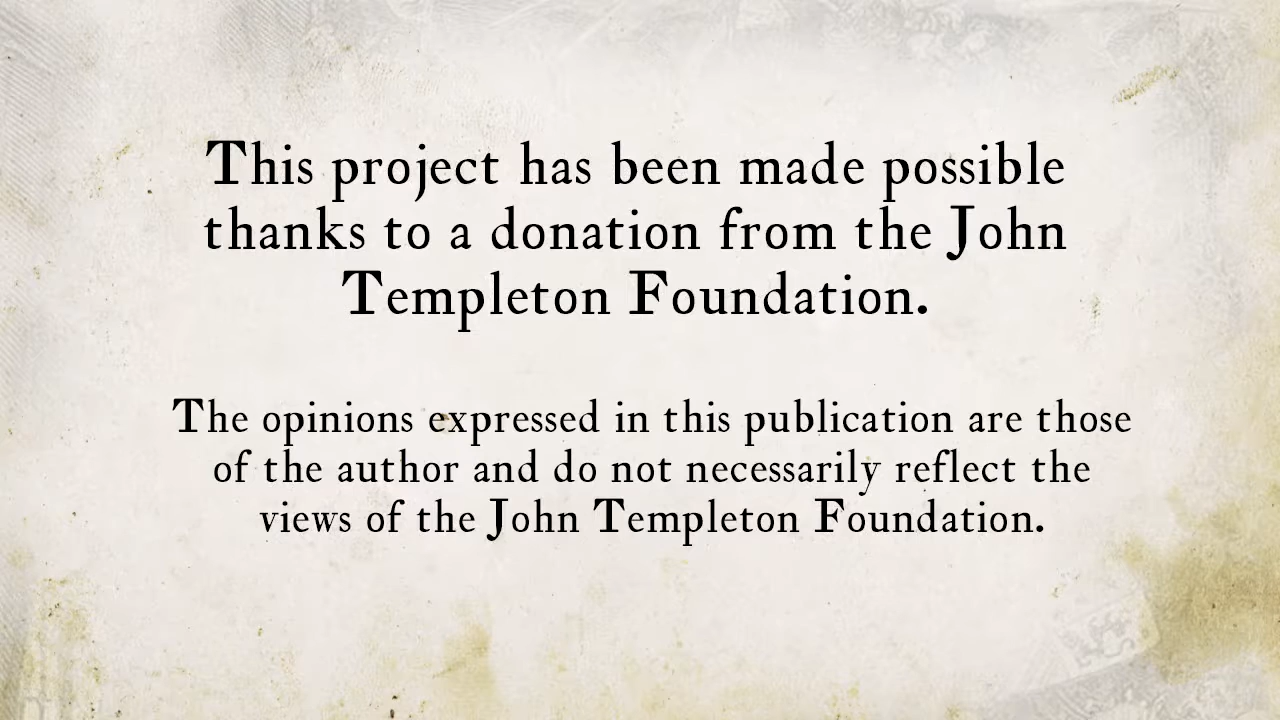 This project has been made possible
thanks to a donation from the John
Templeton Foundation.
The opinions expressed in this publication are those
of the author and do not necessarily reflect the
views of the John Templeton Foundation.